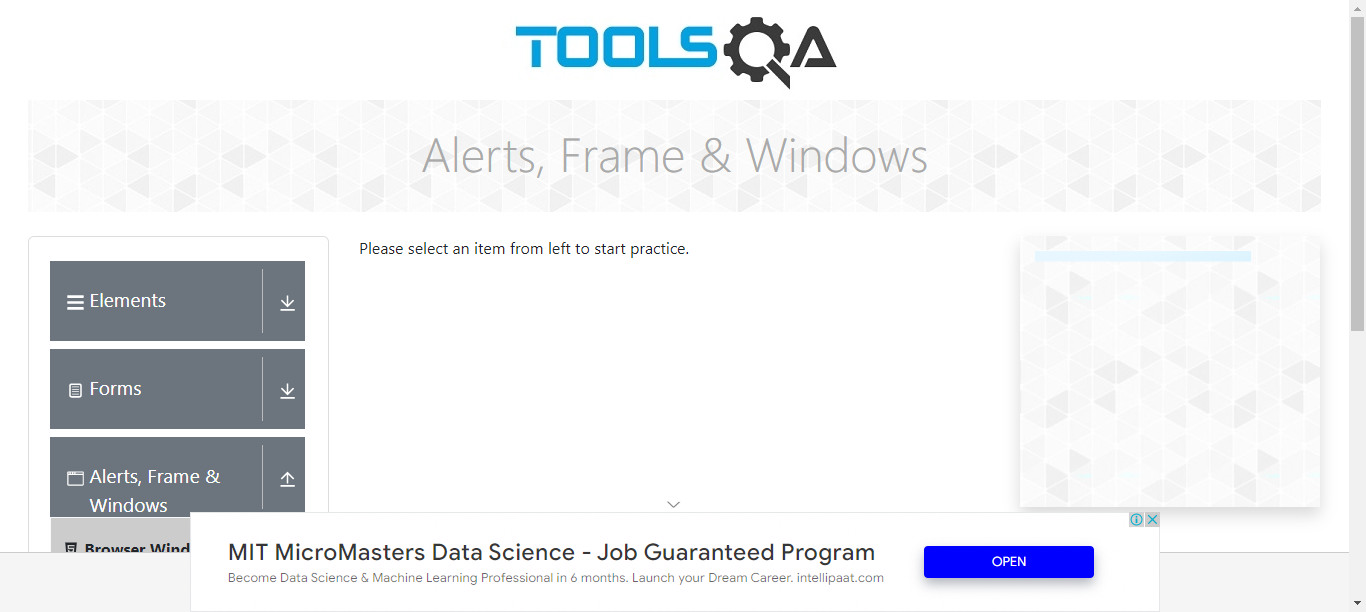 TOOLSQA
Alerts, Frame & Windows
Please select an item from left to start practice.
Elements
Forms
Alerts, Frame &
Windows
Browser Wind
MIT MicroMasters Data Science - Job Guaranteed Program
Become Data Science & Machine Learning Professional in 6 months. Launch your Dream Career. intellipaat.com
OPEN